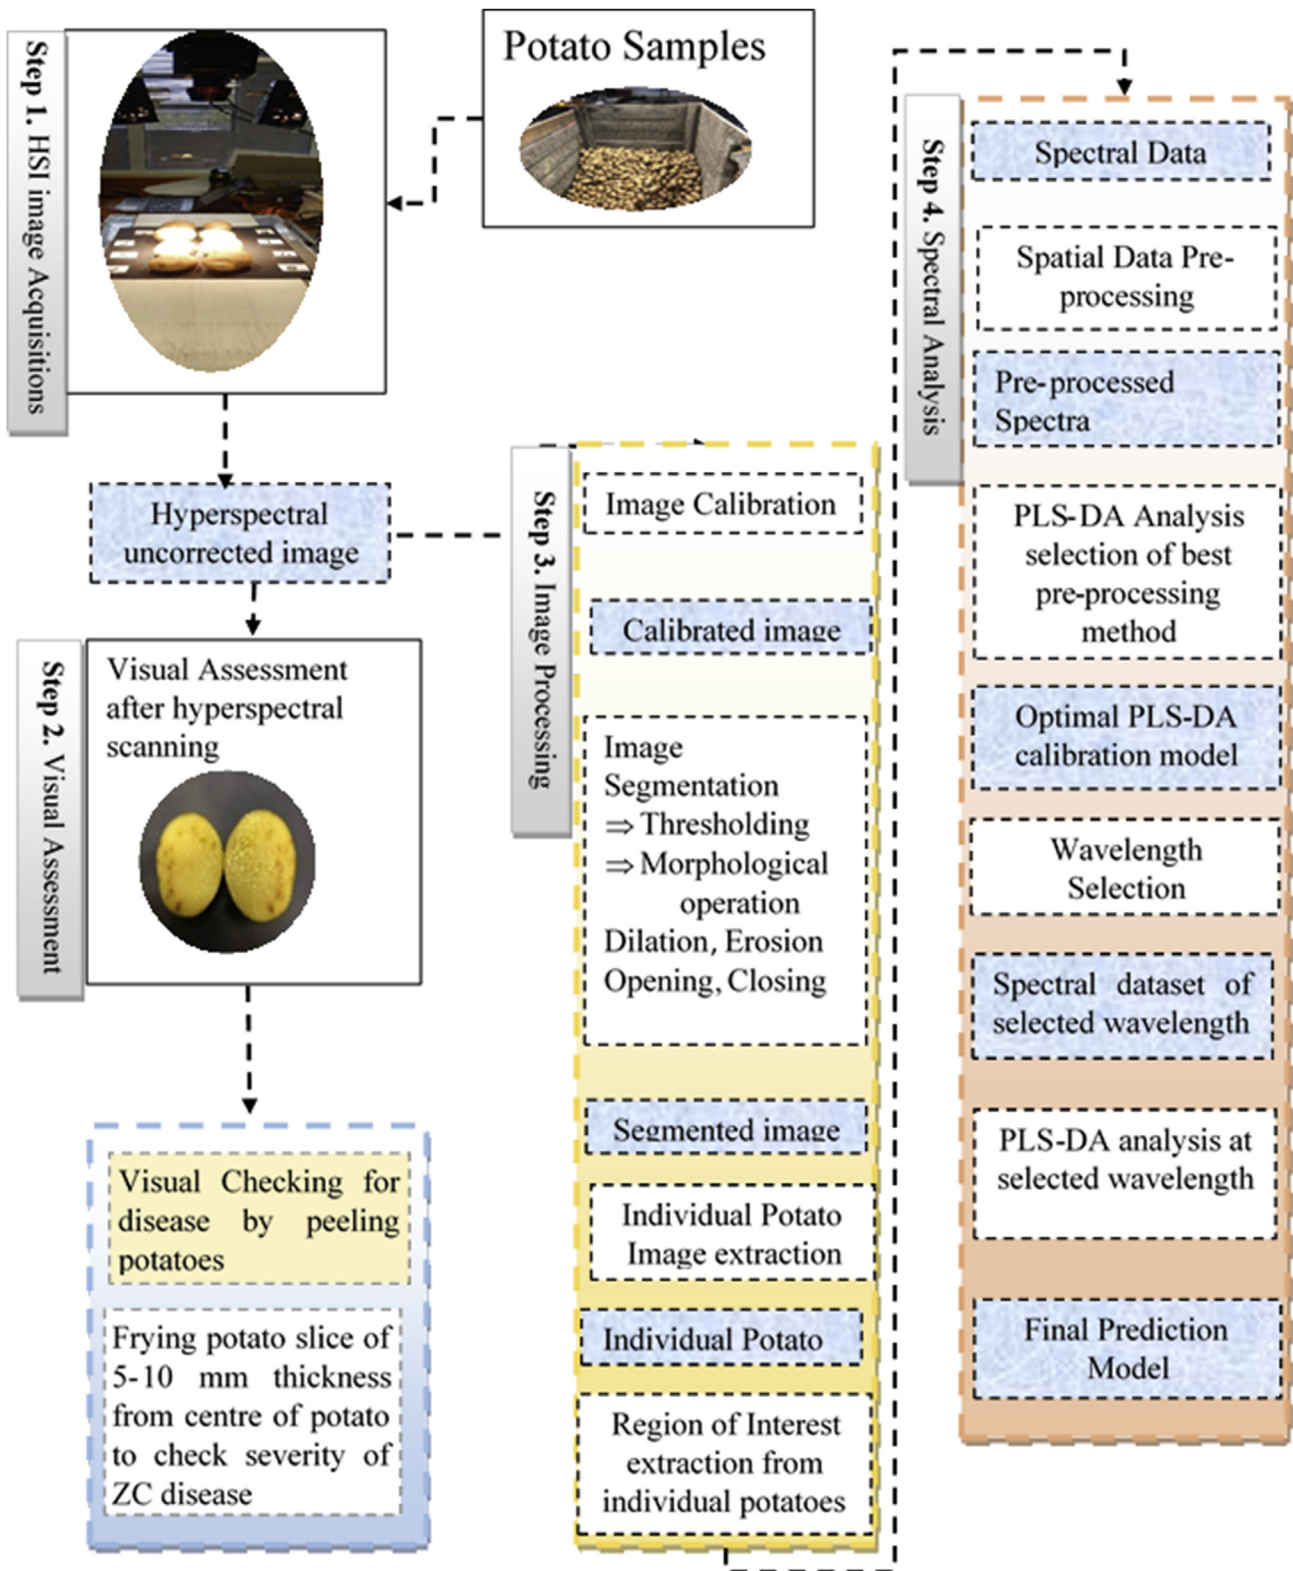 Potato Samples
Step 1. HSI image Acquisitions
Hyperspectral
uncorrected image
Step 2. Visual Assessment
Visual Assessment
after hyperspectral
scanning
Visual Checking for
disease by peeling
potatoes
Frying potato slice of
5-10 mm thickness
from centre of potato
to check severity of
ZC disease
Step 3. Image Processing
Image Calibration
Calibrated image
Image
Segmentation
⇒ Thresholding
⇒ Morphological
operation
Dilation, Erosion
Opening, Closing
Segmented image
Individual Potato
Image extraction
Individual Potato
Region of Interest
extraction from
individual potatoes
Step 4. Spectral Analysis
Spectral Data
Spatial Data Pre-
processing
Pre-processed
Spectra
PLS-DA Analysis
selection of best
pre-processing
method
Optimal PLS-DA
calibration model
Wavelength
Selection
Spectral dataset of
selected wavelength
PLS-DA analysis at
selected wavelength
Final Prediction
Model